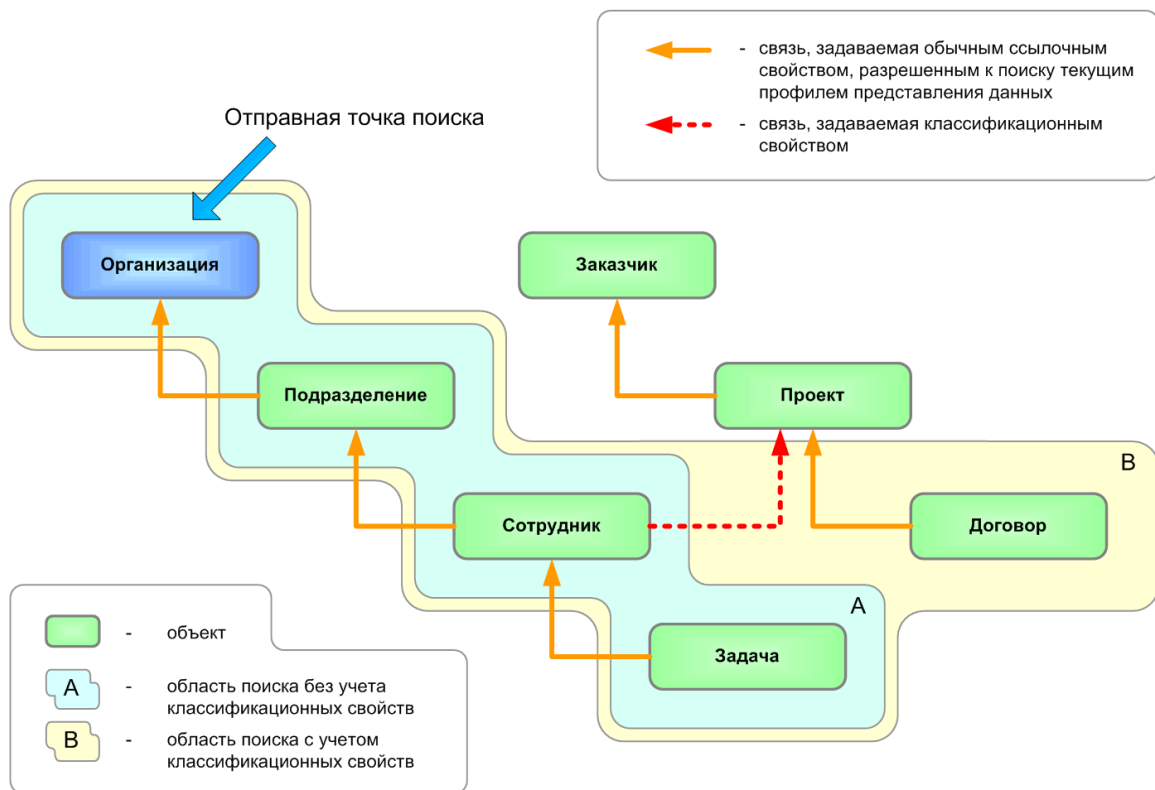 - связь, задаваемая обычным ссылочным
свойством, разрешенным к поиску текущим
профилем представления данных
- связь, задаваемая классификационным
свойством
Отправная точка поиска
Организация
Заказчик
Подразделение
Проект
B
Сотрудник
Договор
A
Задача
- объект
A - область поиска без учета
классификационных свойств
B - область поиска с учетом
классификационных свойств